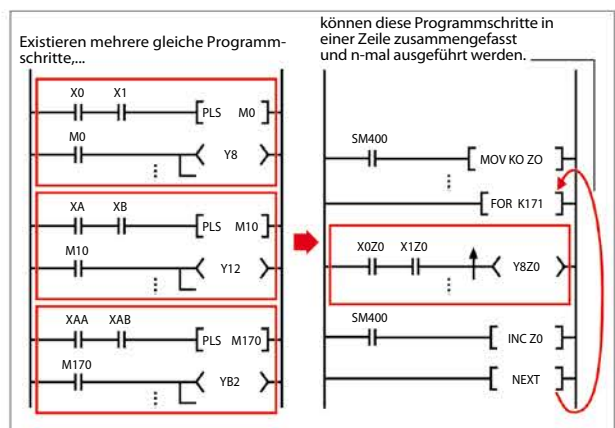 Existieren mehrere gleiche Programm-
schritte,...
X0 X1
PLS M0
M0
Y8
XA XB
PLS M10
M10
Y12
XAA XAB
PLS M170
M170
YB2
können diese Programmschritte in
einer Zeile zusammengefasst
und n-mal ausgeführt werden.
SM400
MOV KO ZO
FOR K171
X0Z0 X1Z0
Y8Z0
SM400
INC Z0
NEXT